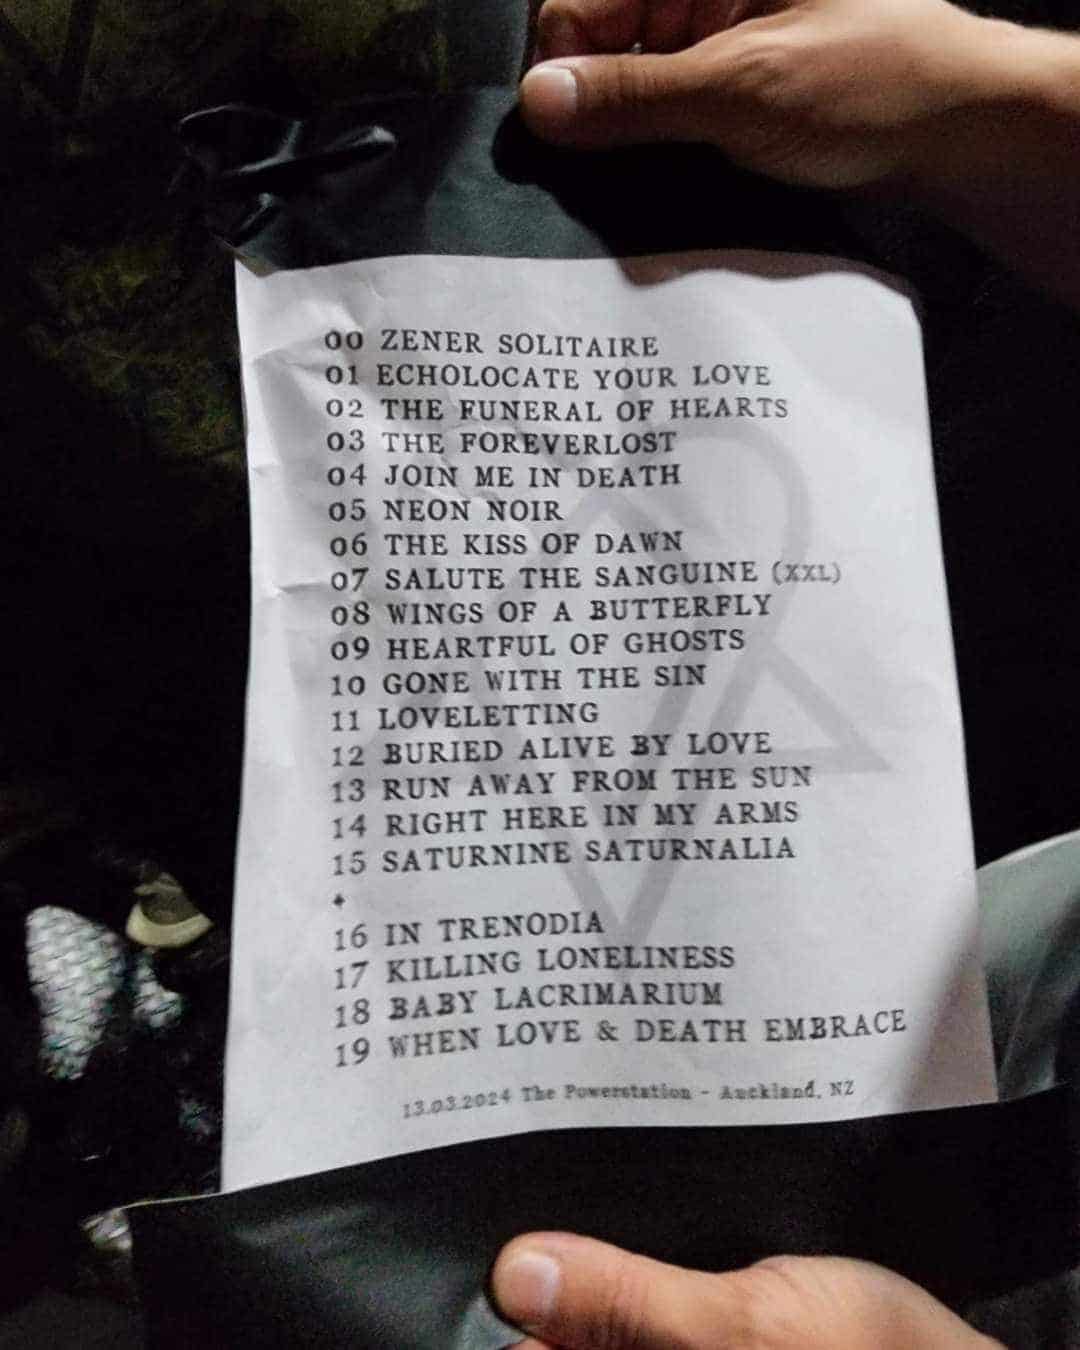 00 ZENER SOLITAIRE
01 ECHOLOCATE YOUR LOVE
02 THE FUNERAL OF HEARTS
03 THE FOREVERLOST
04 JOIN ME IN DEATH
05 NEON NOIR
06 THE KISS OF DAWN
07 SALUTE THE SANGUINE (XXL)
08 WINGS OF A BUTTERFLY
09 HEARTFUL OF GHOSTS
10 GONE WITH THE SIN
11 LOVELETTING
12 BURIED ALIVE BY LOVE
13 RUN AWAY FROM THE SUN
14 RIGHT HERE IN MY ARMS
15 SATURNINE SATURNALIA
+
16 IN TRENODIA
17 KILLING LONELINESS
18 BABY LACRIMARIUM
19 WHEN LOVE & DEATH EMBRACE
13.03.2024 The Powerstation - Auckland, NZ